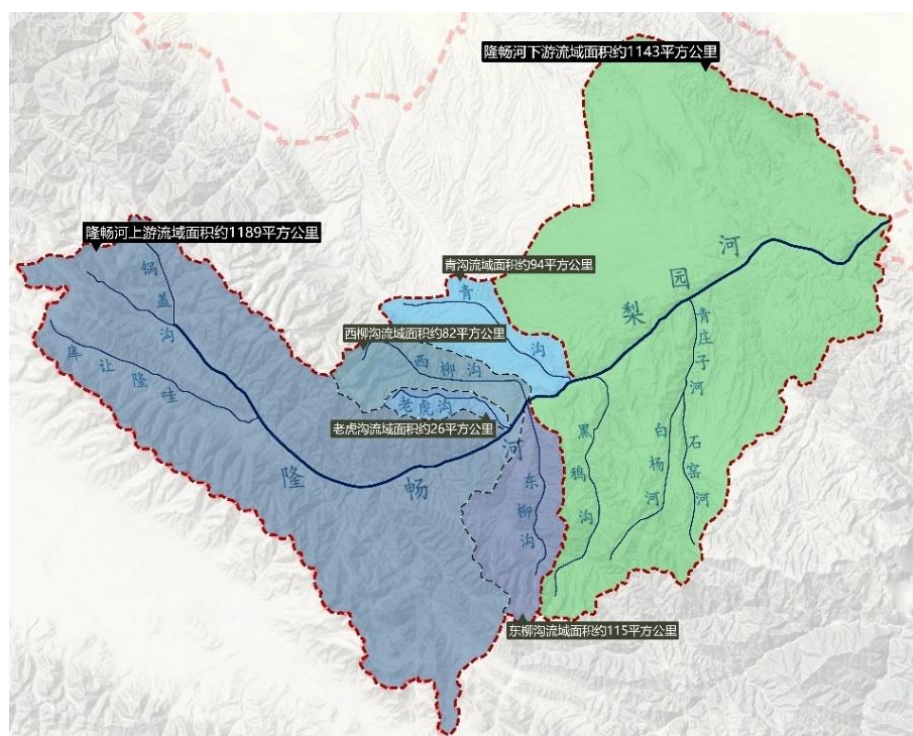 隆畅河下游流域面积约1143平方公里
隆畅河上游流域面积约1189平方公里
青沟流域面积约94平方公里
西柳沟流域面积约82平方公里
老虎沟流域面积约26平方公里
东柳沟流域面积约115平方公里
锅盖沟
库让隆哇
隆畅河
青沟
西柳沟
老虎沟
东柳沟
梨园河
黑鸦沟
青庄子河
白杨河
石窑河